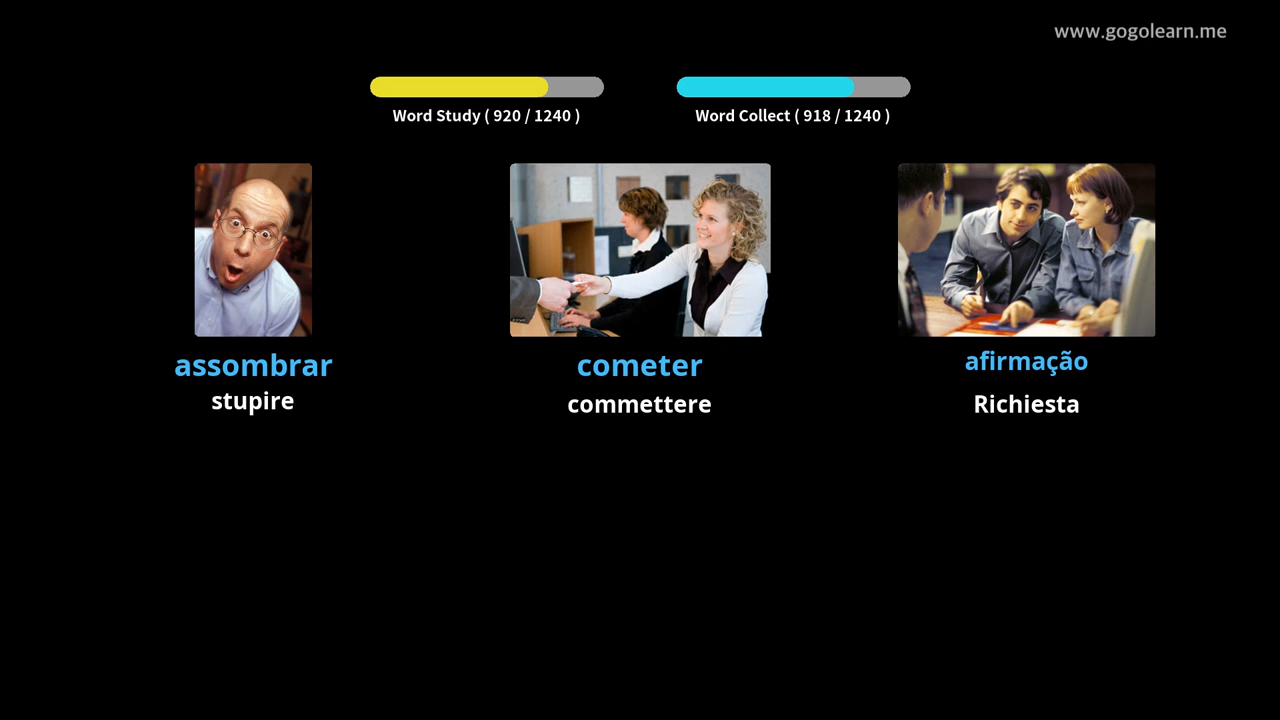 www.gogolearn.me
Word Study ( 920 / 1240 )
Word Collect ( 918 / 1240 )
assombrar
stupire
cometer
commettere
afirmação
Richiesta